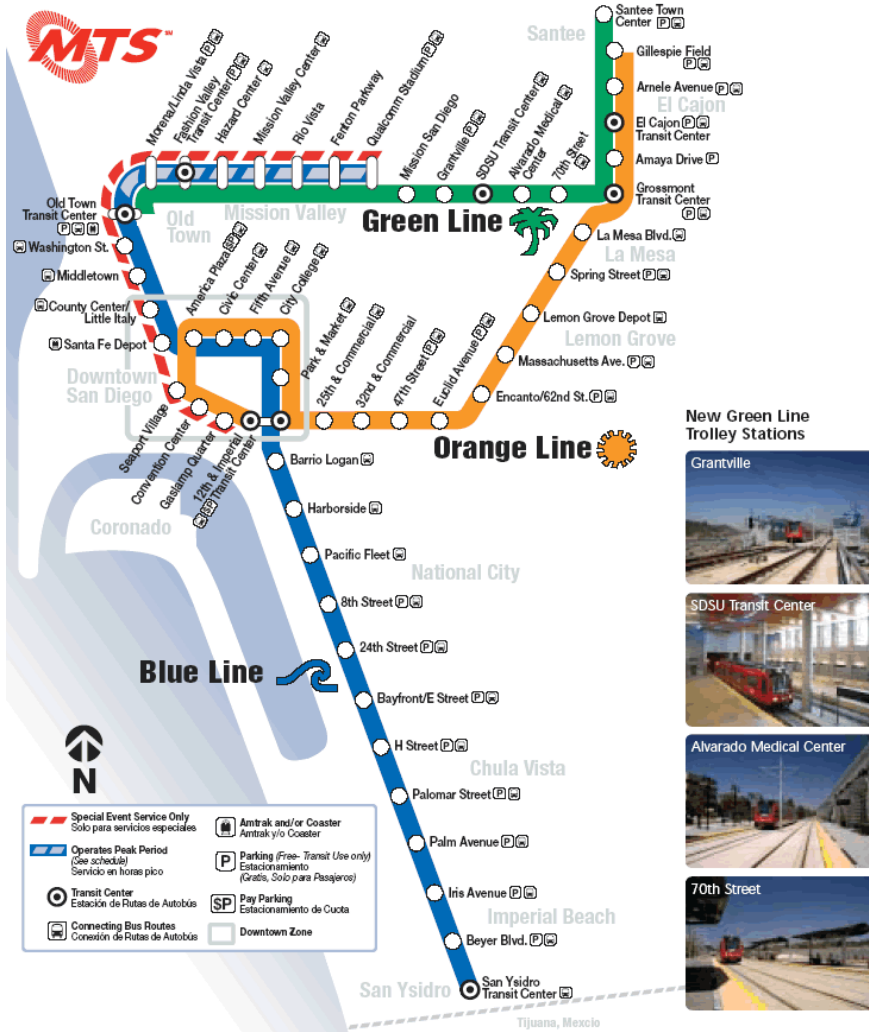 MTS
Santee Town
Center P
Santee
Gillespie Field
P
Arnele Avenue P
El Cajon
El Cajon P
Transit Center
Amaya Drive P
Grossmont
Transit Center
P
Morena/Linda Vista P
Fashion Valley
Transit Center P
Hazard Center
Mission Valley Center
Rio Vista
Fenton Parkway
Qualcomm Stadium P
Mission San Diego
Grantville P
SDSU Transit Center
Alvarado Medical
Center
70th Street
Old Town
Transit Center
P
Old
Town
Mission Valley
Green Line
Washington St.
Middletown
County Center/
Little Italy
Santa Fe Depot
America Plaza SP
Civic Center
Fifth Avenue
City College
Park & Market
25th & Commercial
32nd & Commercial
47th Street P
Euclid Avenue P
La Mesa Blvd.
La Mesa
Spring Street P
Lemon Grove Depot
Lemon Grove
Massachusetts Ave. P
Encanto/62nd St. P
Downtown
San Diego
Seaport Village
Convention Center
Gaslamp Quarter
12th & Imperial
Transit Center
SP
Orange Line
Barrio Logan
Coronado
Harborside
Pacific Fleet
National City
8th Street P
24th Street P
Blue Line
Bayfront/E Street P
H Street P
Chula Vista
Palomar Street P
Palm Avenue P
Iris Avenue P
Imperial
Beach
Beyer Blvd. P
San Ysidro
San Ysidro
Transit Center
Tijuana, Mexcio
N
Special Event Service Only
Solo para servicios especiales
Operates Peak Period
(See schedule)
Servicio en horas pico
Transit Center
Estación de Rutas de Autobús
Connecting Bus Routes
Conexión de Rutas de Autobús
Amtrak and/or Coaster
Amtrak y/o Coaster
P
Parking (Free- Transit Use only)
Estacionamiento
(Gratis, Solo para Pasajeros)
SP
Pay Parking
Estacionamiento de Cuota
Downtown Zone
New Green Line
Trolley Stations
Grantville
SDSU Transit Center
Alvarado Medical Center
70th Street